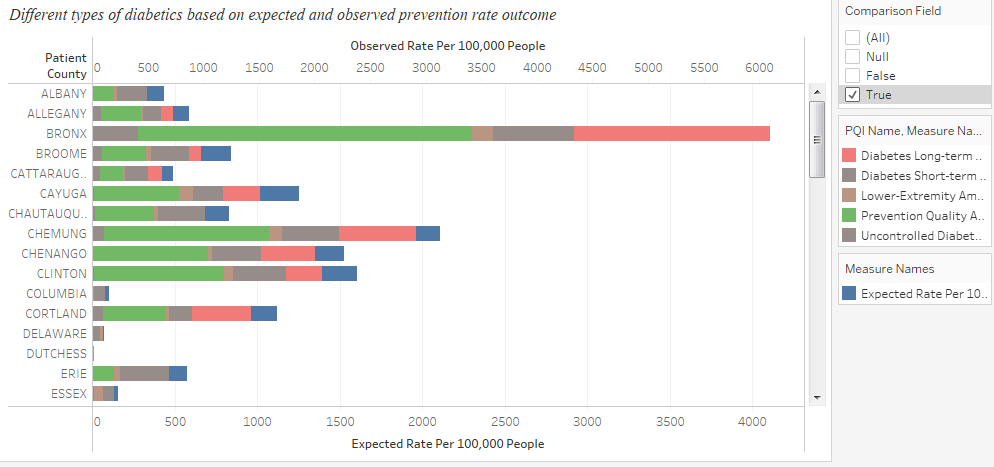 Different types of diabetics based on expected and observed prevention rate outcome
Observed Rate Per 100,000 People
Patient
County
0 500 1000 1500 2000 2500 3000 3500 4000 4500 5000 5500 6000
ALBANY
ALLEGANY
BRONX
BROOME
CATTARAUG..
CAYUGA
CHAUTAUQU..
CHEMUNG
CHENANGO
CLINTON
COLUMBIA
CORTLAND
DELAWARE
DUTCHESS
ERIE
ESSEX
0 500 1000 1500 2000 2500 3000 3500 4000
Expected Rate Per 100,000 People
Comparison Field
(All)
Null
False
True
PQI Name, Measure Na...
Diabetes Long-term ..
Diabetes Short-term ..
Lower-Extremity Am..
Prevention Quality A..
Uncontrolled Diabet..
Measure Names
Expected Rate Per 10..